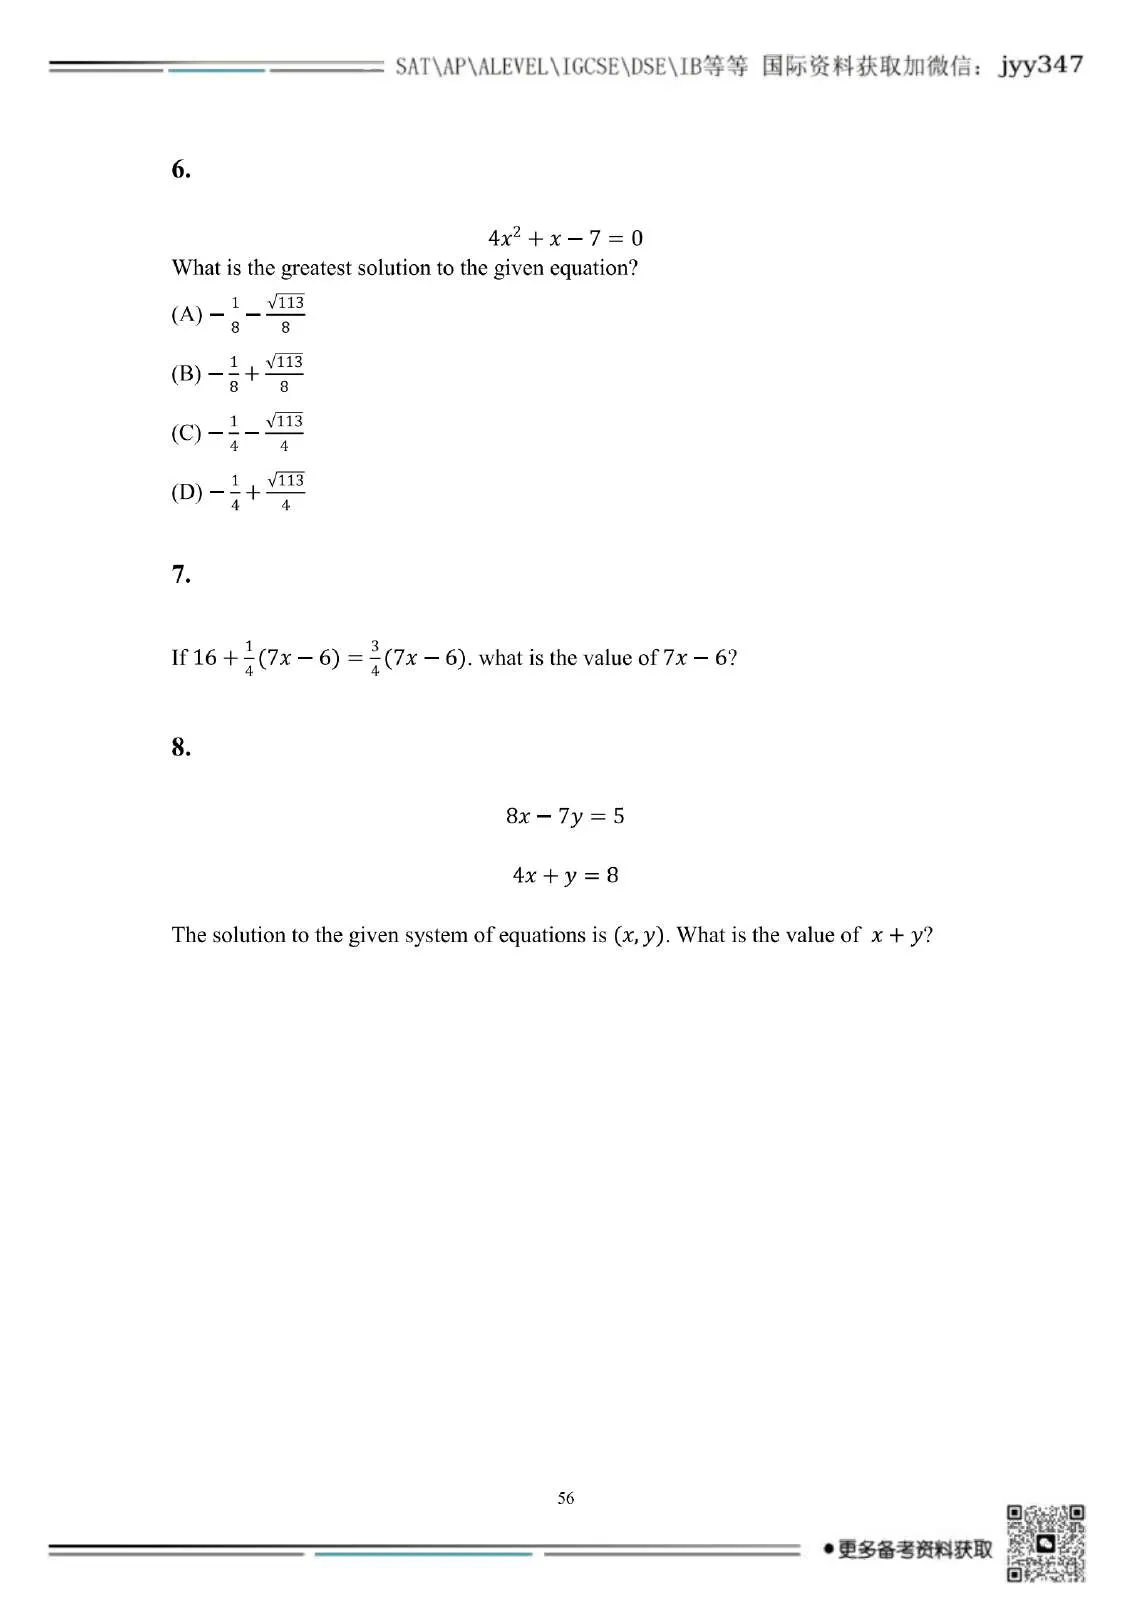 SAT\AP\ALEVEL\IGCSE\DSE\IB等等 国际资料获取加微信：jyy347
6.
4x² + x − 7 = 0
What is the greatest solution to the given equation?
(A) −1/8 − √113/8
(B) −1/8 + √113/8
(C) −1/4 − √113/4
(D) −1/4 + √113/4
7.
If 16 + 1/4(7x − 6) = 3/4(7x − 6). what is the value of 7x − 6?
8.
8x − 7y = 5
4x + y = 8
The solution to the given system of equations is (x, y). What is the value of x + y?
56
●更多备考资料获取